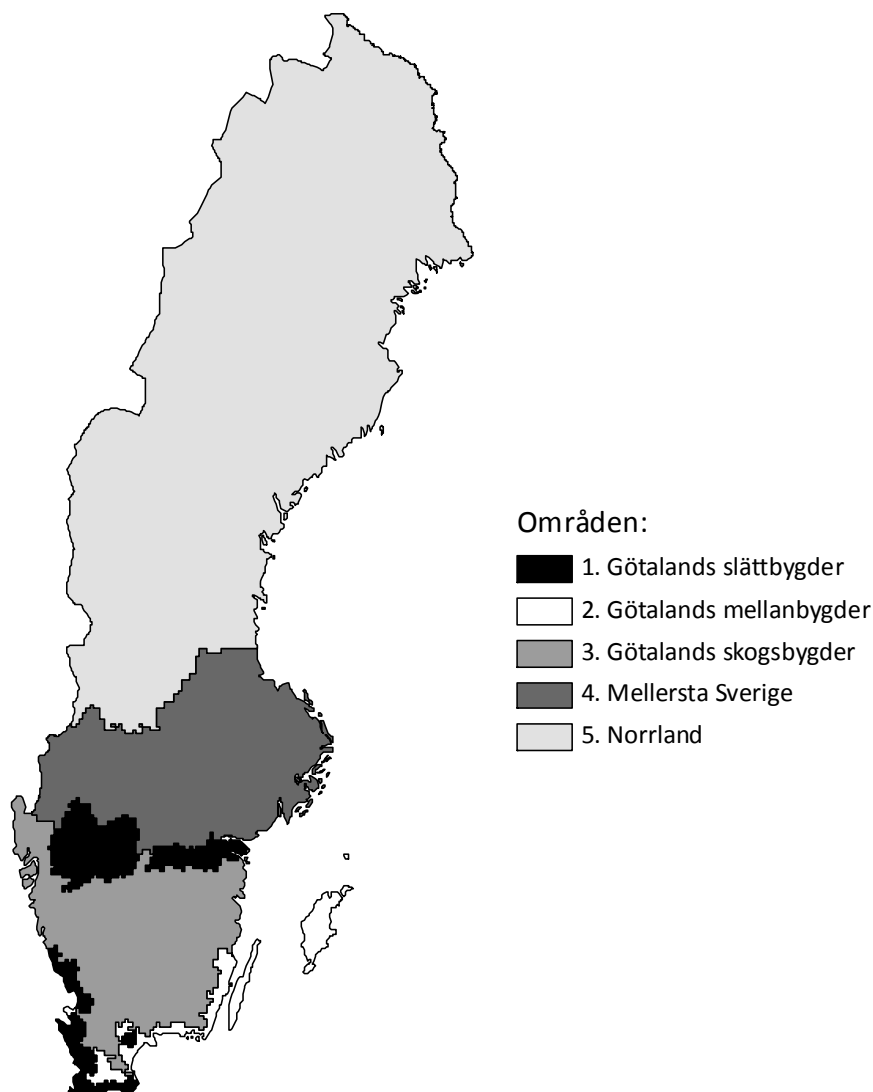 Områden:
1. Götalands slättbygder
2. Götalands mellanbygder
3. Götalands skogsbygder
4. Mellersta Sverige
5. Norrland